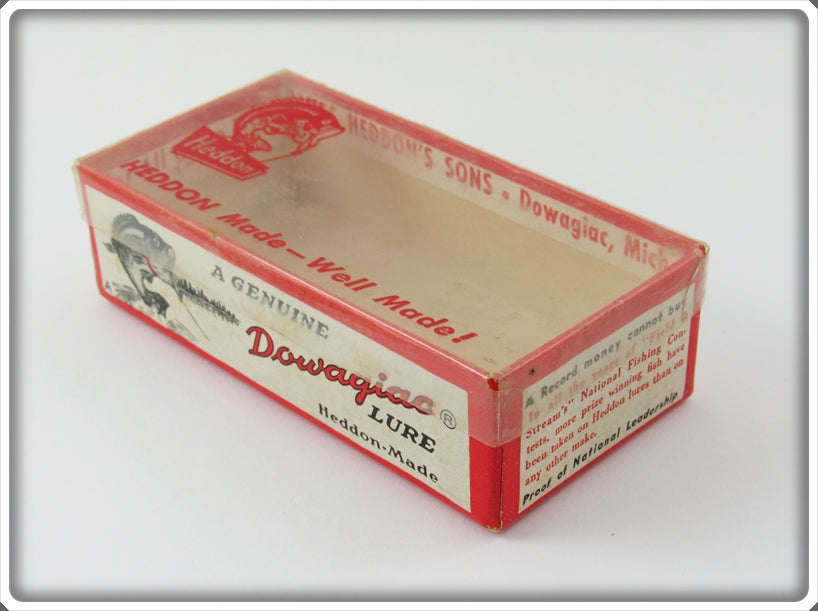 Heddon
HEDDON'S SONS • Dowagiac, Mich
HEDDON Made—Well Made!
A GENUINE
Dowagiac®
LURE
Heddon-Made
A Record money cannot buy
In all the years of "Field &
Stream's" National Fishing Con-
tests, more prize winning fish have
been taken on Heddon lures than on
any other make.
Proof of National Leadership